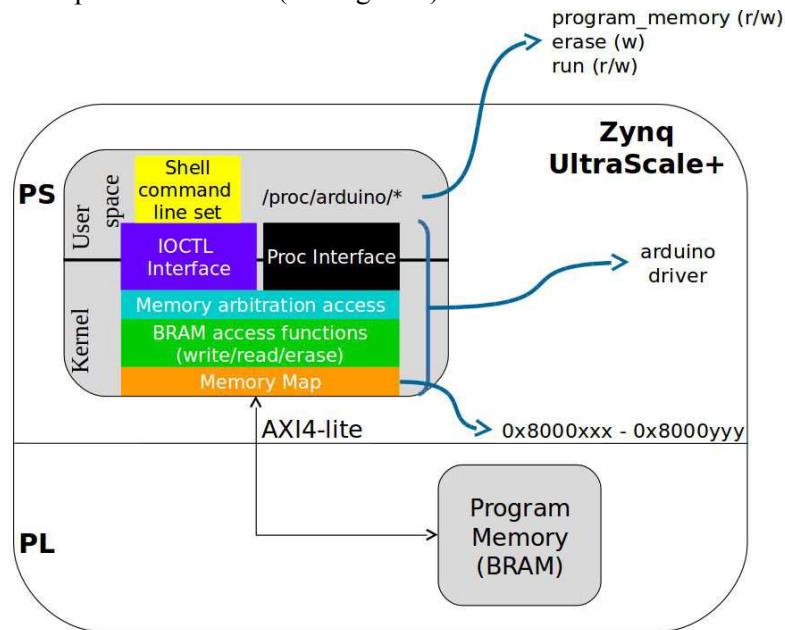 program_memory (r/w)
erase (w)
run (r/w)
Zynq
UltraScale+
PS
User
space
Shell
command
line set
/proc/arduino/*
IOCTL
Interface
Proc Interface
arduino
driver
Kernel
Memory arbitration access
BRAM access functions
(write/read/erase)
Memory Map
AXI4-lite
0x8000xxx - 0x8000yyy
PL
Program
Memory
(BRAM)